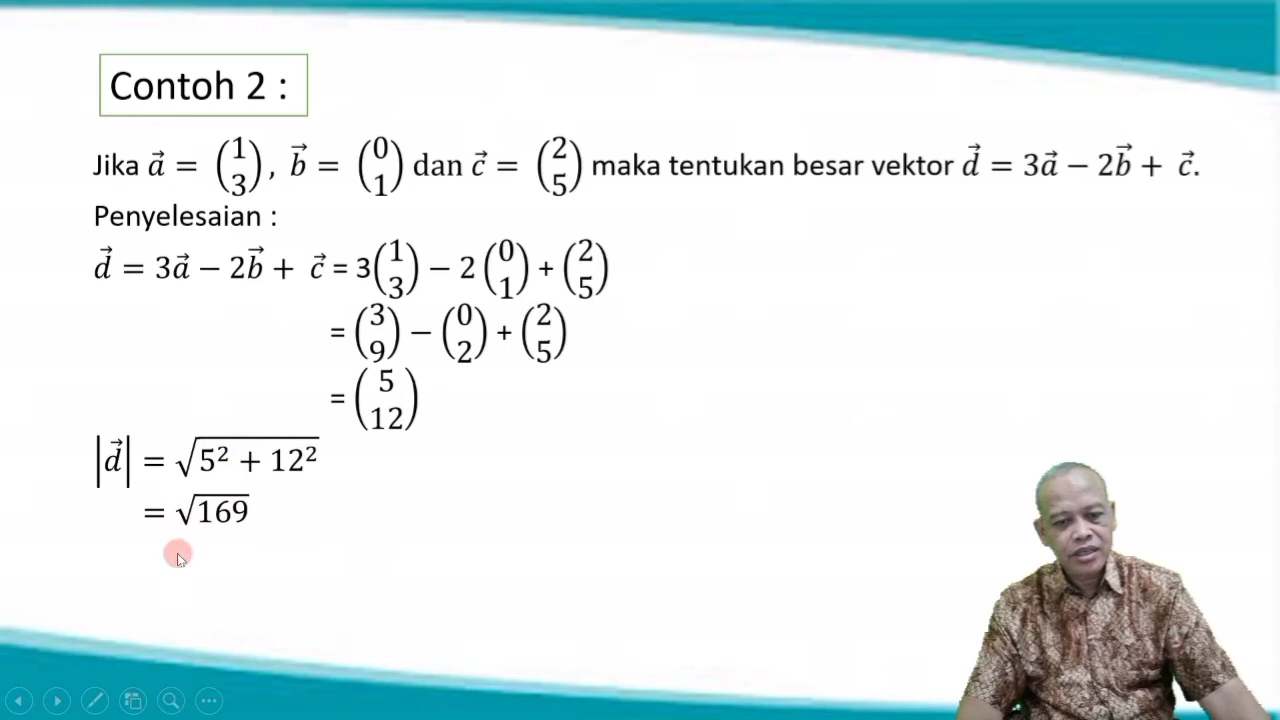 Contoh 2 :
Jika a⃗ = (1 3), b⃗ = (0 1) dan c⃗ = (2 5) maka tentukan besar vektor d⃗ = 3a⃗ − 2b⃗ + c⃗.
Penyelesaian :
d⃗ = 3a⃗ − 2b⃗ + c⃗ = 3(1 3) − 2(0 1) + (2 5)
= (3 9) − (0 2) + (2 5)
= (5 12)
|d⃗| = √(5² + 12²)
= √169